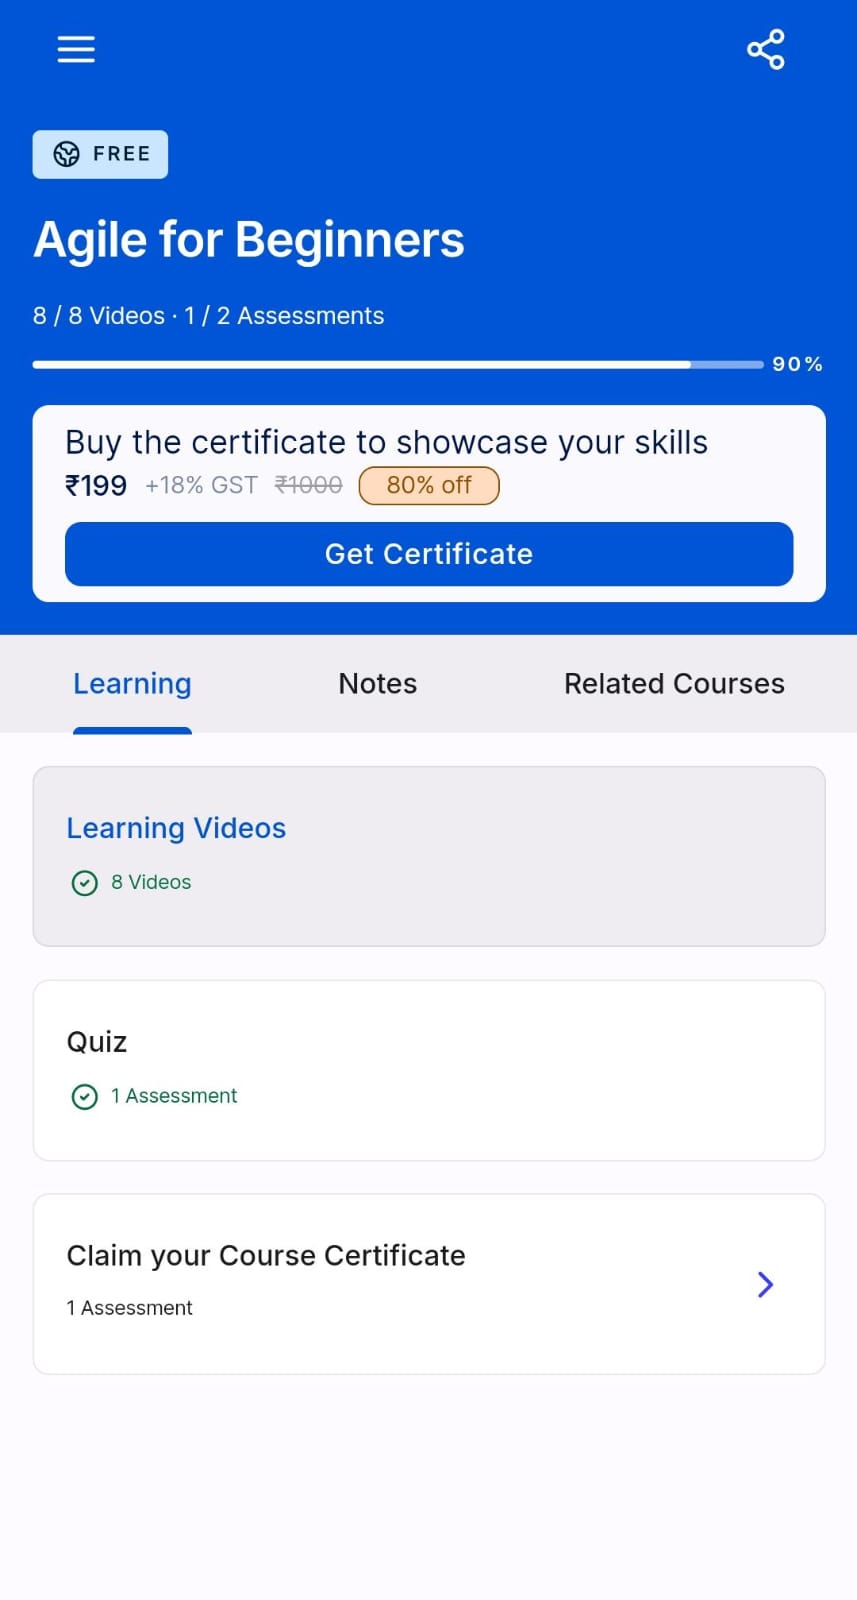 FREE
Agile for Beginners
8 / 8 Videos · 1 / 2 Assessments
90%
Buy the certificate to showcase your skills
₹199 +18% GST ₹1000 80% off
Get Certificate
Learning Notes Related Courses
Learning Videos
8 Videos
Quiz
1 Assessment
Claim your Course Certificate
1 Assessment